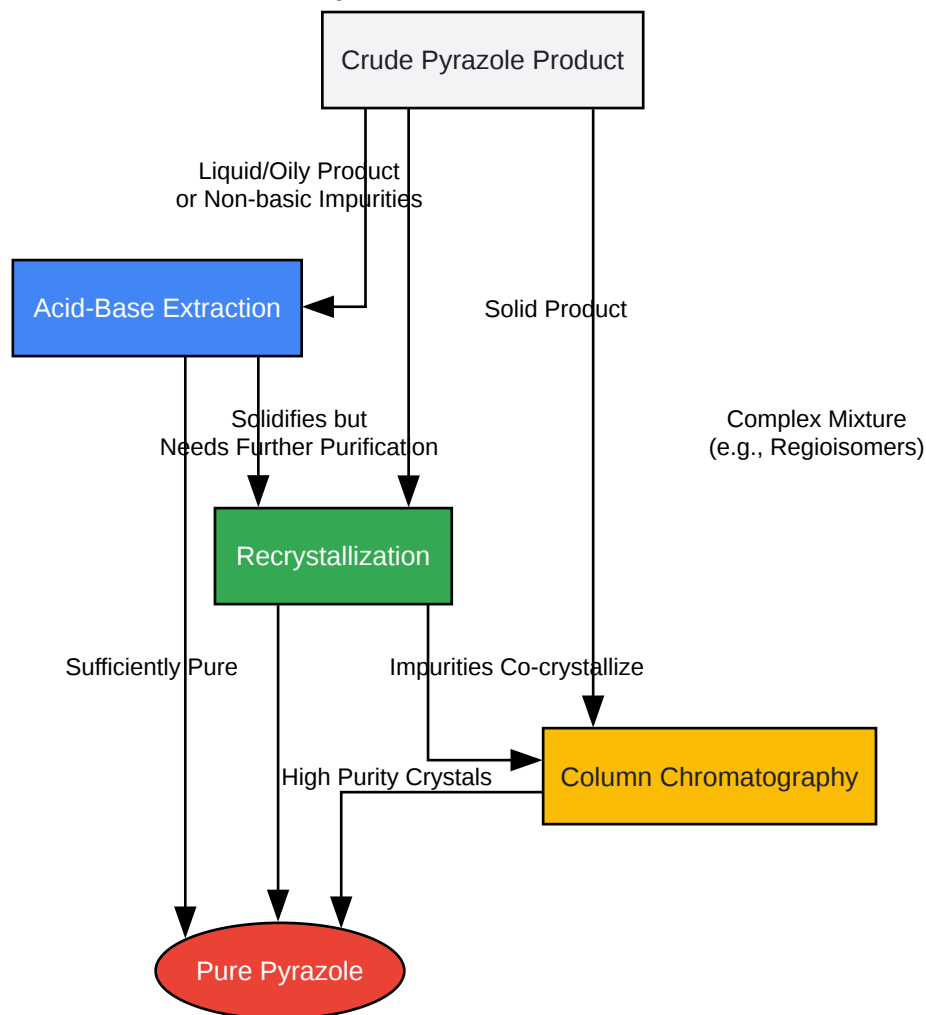 Crude Pyrazole Product
Liquid/Oily Product
or Non-basic Impurities
Acid-Base Extraction
Solid Product
Solidifies but
Needs Further Purification
Complex Mixture
(e.g., Regioisomers)
Recrystallization
Sufficiently Pure
Impurities Co-crystallize
High Purity Crystals
Column Chromatography
Pure Pyrazole